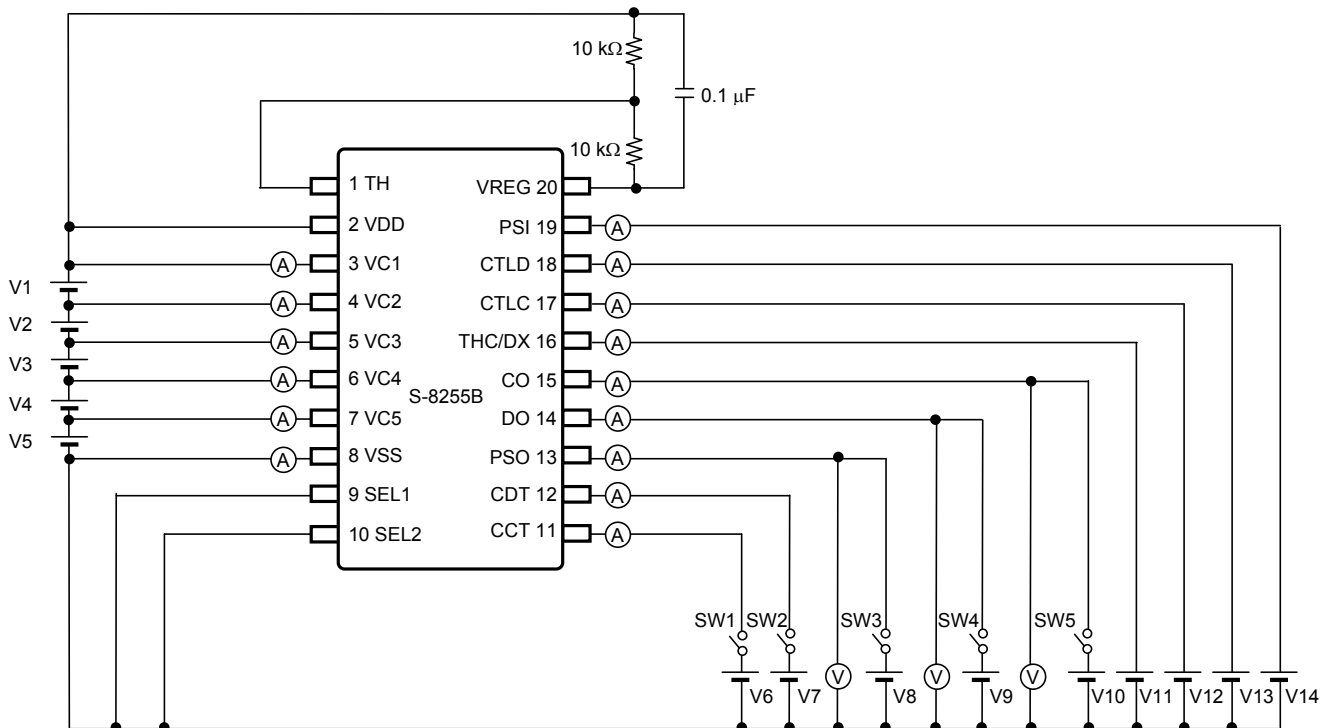 10 kΩ
0.1 μF
10 kΩ
1 TH
VREG 20
2 VDD
PSI 19
A
3 VC1
CTLD 18
A
A
V1
4 VC2
CTLC 17
A
A
V2
5 VC3
THC/DX 16
A
A
V3
6 VC4
CO 15
A
A
S-8255B
V4
7 VC5
DO 14
A
A
V5
8 VSS
PSO 13
A
A
9 SEL1
CDT 12
A
10 SEL2
CCT 11
A
SW1 SW2 SW3 SW4 SW5
V V V
V6 V7 V8 V9 V10 V11 V12 V13 V14